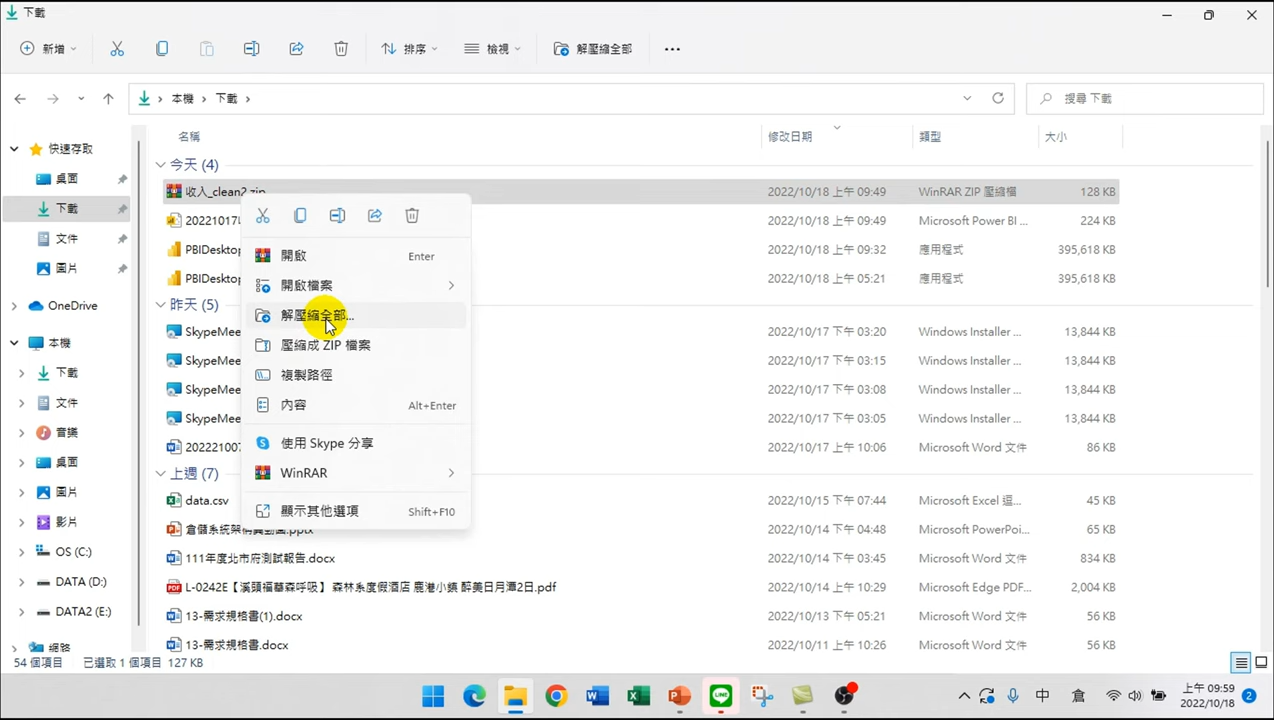 下載
新增
排序
檢視
解壓縮全部
本機 > 下載 >
搜尋 下載
名稱 修改日期 類型 大小
快速存取
桌面
下載
文件
圖片
OneDrive
本機
下載
文件
音樂
桌面
圖片
影片
OS (C:)
DATA (D:)
DATA2 (E:)
網路
今天 (4)
收入_clean2.zip 2022/10/18 上午 09:49 WinRAR ZIP 壓縮檔 128 KB
2022101 2022/10/18 上午 09:49 Microsoft Power BI ... 224 KB
PBIDesktop 2022/10/18 上午 09:32 應用程式 395,618 KB
PBIDesktop 2022/10/18 上午 05:21 應用程式 395,618 KB
昨天 (5)
SkypeMee 2022/10/17 下午 03:20 Windows Installer ... 13,844 KB
SkypeMee 2022/10/17 下午 03:15 Windows Installer ... 13,844 KB
SkypeMee 2022/10/17 下午 03:08 Windows Installer ... 13,844 KB
SkypeMee 2022/10/17 下午 03:05 Windows Installer ... 13,844 KB
202221007 2022/10/17 上午 10:06 Microsoft Word 文件 86 KB
上週 (7)
data.csv 2022/10/15 下午 07:44 Microsoft Excel 逗... 45 KB
2022/10/14 下午 04:48 Microsoft PowerPoi... 65 KB
111年度北市府測試報告.docx 2022/10/14 下午 03:45 Microsoft Word 文件 834 KB
L-0242E【溪頭福華森呼吸】 森林系度假酒店 鹿港小鎮 醉美日月潭2日.pdf 2022/10/14 上午 10:29 Microsoft Edge PDF... 2,004 KB
13-需求規格書(1).docx 2022/10/13 下午 05:21 Microsoft Word 文件 56 KB
13-需求規格書.docx 2022/10/11 上午 10:26 Microsoft Word 文件 56 KB
開啟 Enter
開啟檔案
解壓縮全部...
壓縮成 ZIP 檔案
複製路徑
內容 Alt+Enter
使用 Skype 分享
WinRAR
顯示其他選項 Shift+F10
54 個項目 已選取 1 個項目 127 KB
中
倉
上午 09:59
2022/10/18
2